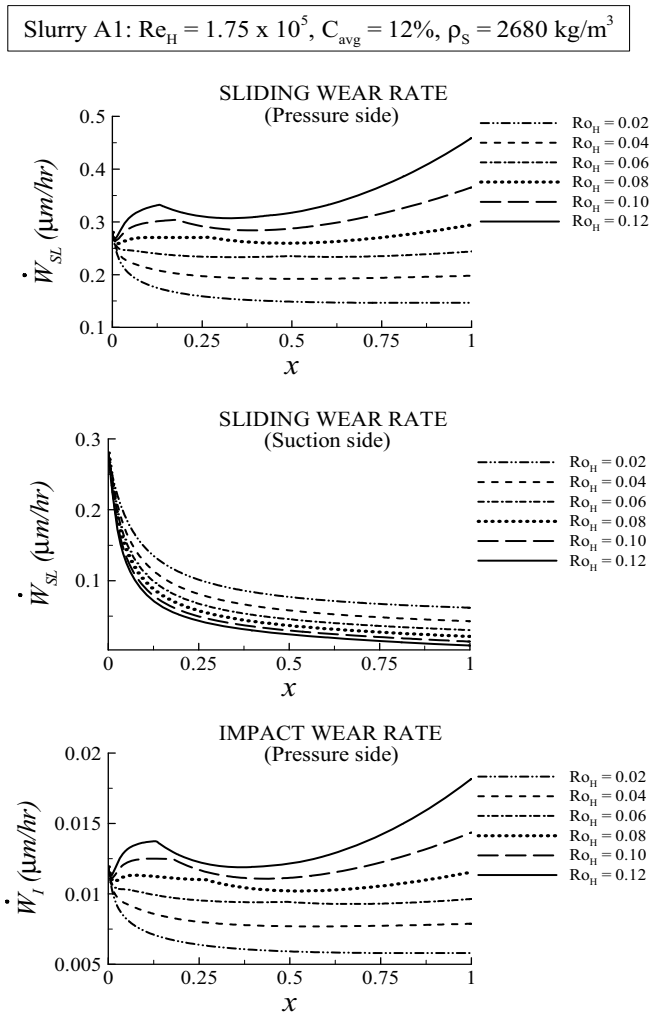 Slurry A1: Re_H = 1.75 x 10^5, C_avg = 12%, ρ_S = 2680 kg/m^3
SLIDING WEAR RATE
(Pressure side)
Ẇ_SL (μm/hr)
0.5
0.4
0.3
0.2
0.1
0
0.25
0.5
0.75
1
x
Ro_H = 0.02
Ro_H = 0.04
Ro_H = 0.06
Ro_H = 0.08
Ro_H = 0.10
Ro_H = 0.12
SLIDING WEAR RATE
(Suction side)
Ẇ_SL (μm/hr)
0.3
0.2
0.1
0
0.25
0.5
0.75
1
x
Ro_H = 0.02
Ro_H = 0.04
Ro_H = 0.06
Ro_H = 0.08
Ro_H = 0.10
Ro_H = 0.12
IMPACT WEAR RATE
(Pressure side)
Ẇ_I (μm/hr)
0.02
0.015
0.01
0.005
0
0.25
0.5
0.75
1
x
Ro_H = 0.02
Ro_H = 0.04
Ro_H = 0.06
Ro_H = 0.08
Ro_H = 0.10
Ro_H = 0.12